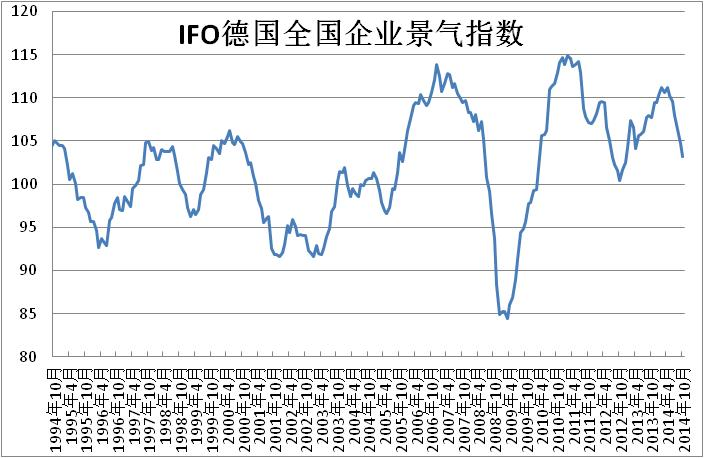 IFO德国全国企业景气指数
120
115
110
105
100
95
90
85
80
1994年10月
1995年4月
1995年10月
1996年4月
1996年10月
1997年4月
1997年10月
1998年4月
1998年10月
1999年4月
1999年10月
2000年4月
2000年10月
2001年4月
2001年10月
2002年4月
2002年10月
2003年4月
2003年10月
2004年4月
2004年10月
2005年4月
2005年10月
2006年4月
2006年10月
2007年4月
2007年10月
2008年4月
2008年10月
2009年4月
2009年10月
2010年4月
2010年10月
2011年4月
2011年10月
2012年4月
2012年10月
2013年4月
2013年10月
2014年4月
2014年10月